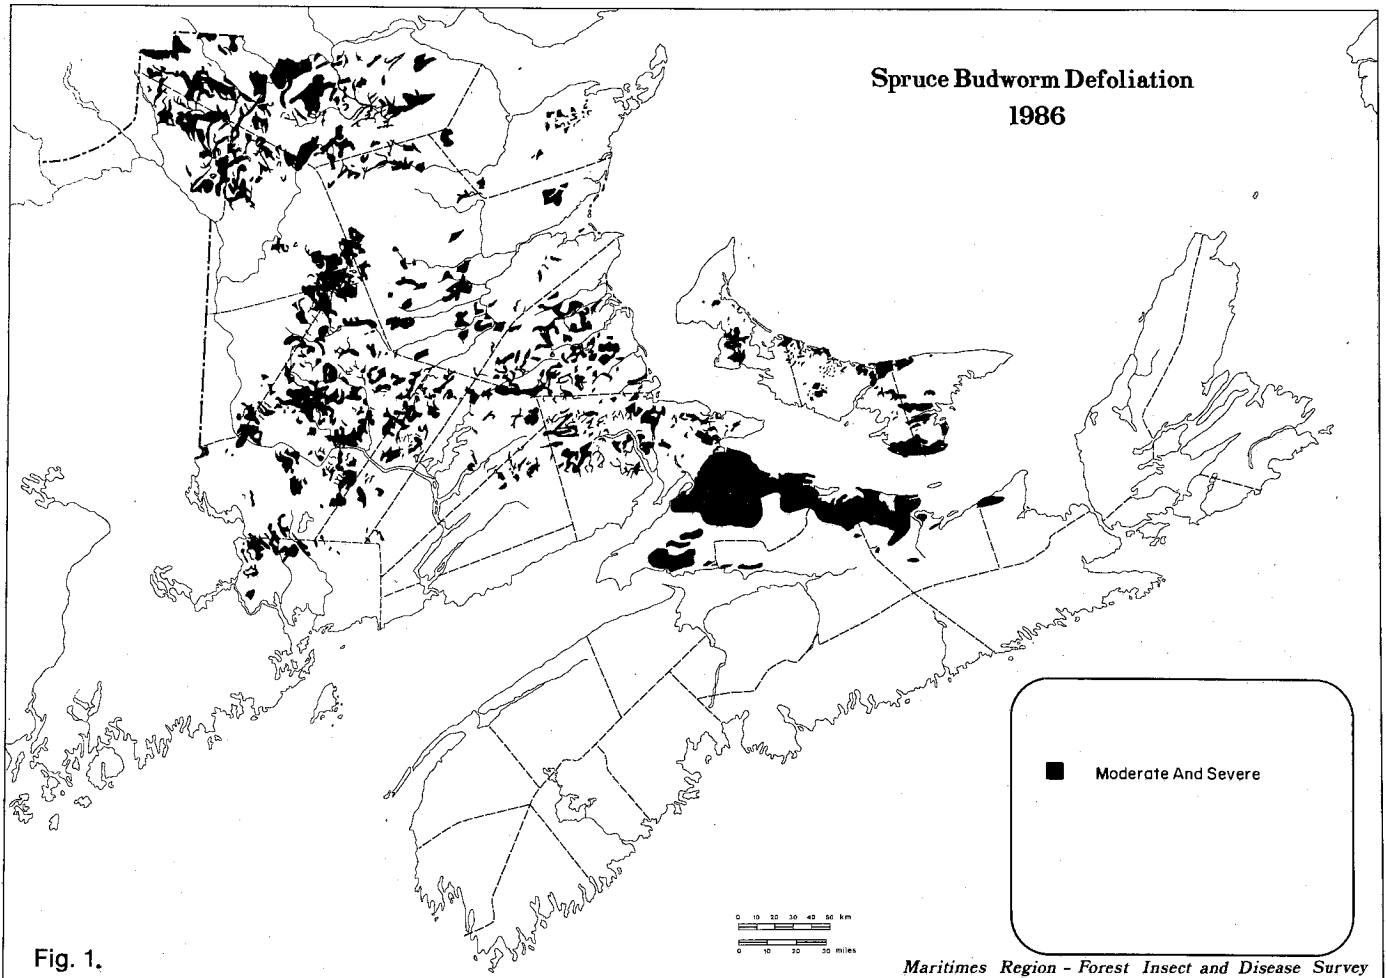 Spruce Budworm Defoliation
1986
Moderate And Severe
0 10 20 30 40 50 km
0 10 20 30 miles
Fig. 1.
Maritimes Region - Forest Insect and Disease Survey